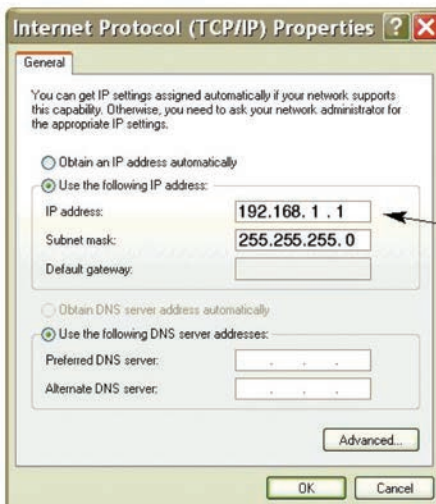 Internet Protocol (TCP/IP) Properties
General
You can get IP settings assigned automatically if your network supports
this capability. Otherwise, you need to ask your network administrator for
the appropriate IP settings.
Obtain an IP address automatically
Use the following IP address:
IP address: 192.168. 1 . 1
Subnet mask: 255.255.255. 0
Default gateway:
Obtain DNS server address automatically
Use the following DNS server addresses:
Preferred DNS server: . . .
Alternate DNS server: . . .
Advanced...
OK Cancel